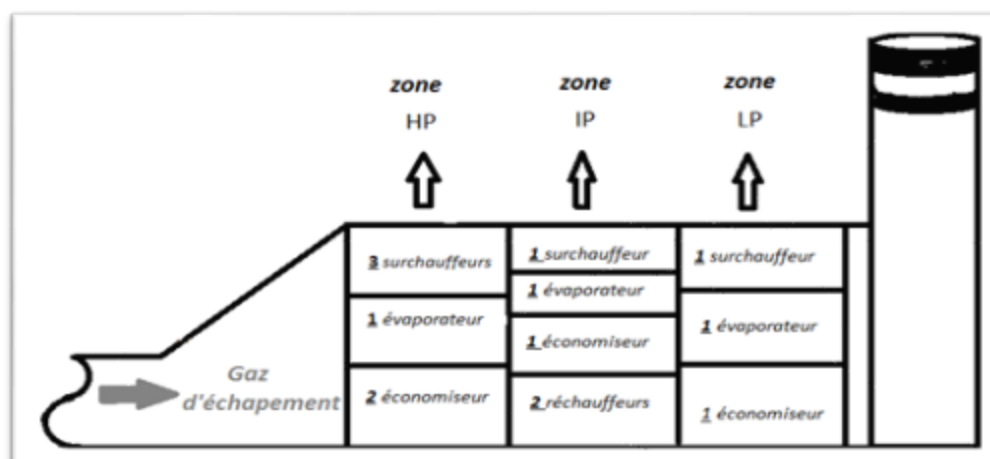 zone
HP
zone
IP
zone
LP
3 surchauffeurs
1 évaporateur
2 économiseur
1 surchauffeur
1 évaporateur
1 économiseur
2 réchauffeurs
1 surchauffeur
1 évaporateur
1 économiseur
Gaz
d'échapement